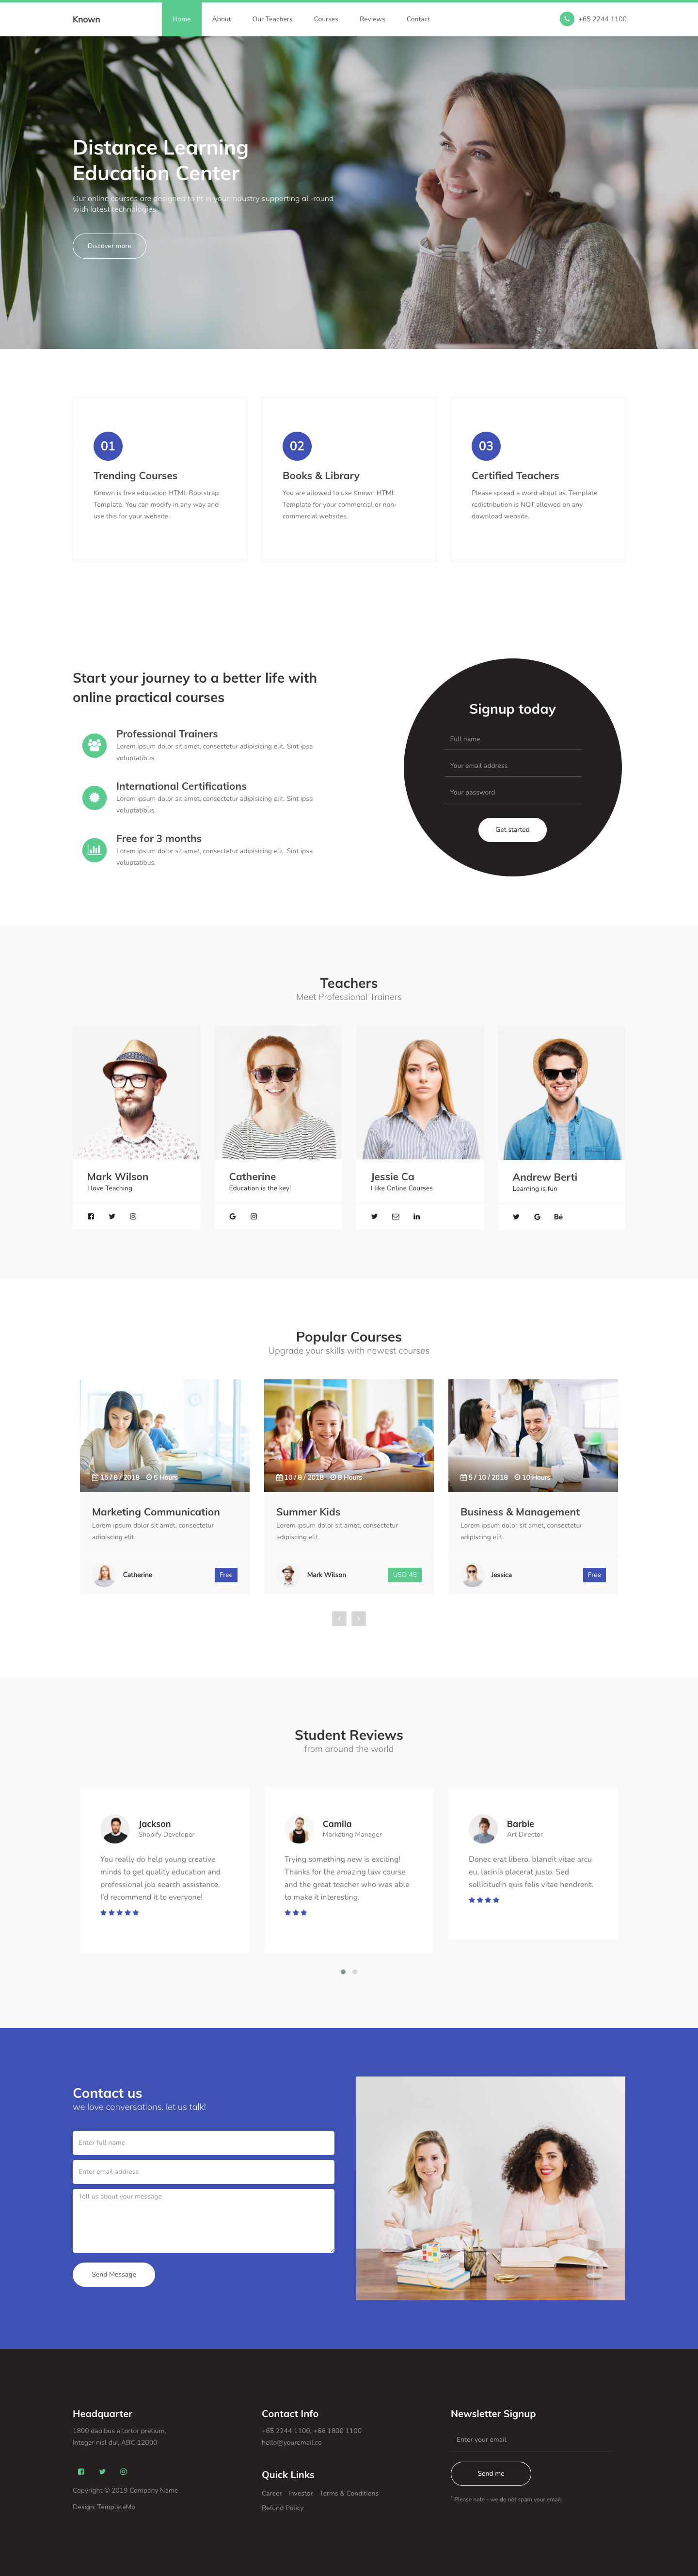 Known
Home
About
Our Teachers
Courses
Reviews
Contact
+65 2244 1100
Distance Learning
Education Center
Our online courses are designed to fit in your industry supporting all-round
with latest technologies.
Discover more
01
Trending Courses
Known is free education HTML Bootstrap
Template. You can modify in any way and
use this for your website.
02
Books & Library
You are allowed to use Known HTML
Template for your commercial or non-
commercial websites.
03
Certified Teachers
Please spread a word about us. Template
redistribution is NOT allowed on any
download website.
Start your journey to a better life with
online practical courses
Professional Trainers
Lorem ipsum dolor sit amet, consectetur adipisicing elit. Sint ipsa
voluptatibus.
International Certifications
Lorem ipsum dolor sit amet, consectetur adipisicing elit. Sint ipsa
voluptatibus.
Free for 3 months
Lorem ipsum dolor sit amet, consectetur adipisicing elit. Sint ipsa
voluptatibus.
Signup today
Full name
Your email address
Your password
Get started
Teachers
Meet Professional Trainers
Mark Wilson
I love Teaching
Catherine
Education is the key!
Jessie Ca
I like Online Courses
Andrew Berti
Learning is fun
Popular Courses
Upgrade your skills with newest courses
15 / 8 / 2018 6 Hours
Marketing Communication
Lorem ipsum dolor sit amet, consectetur
adipiscing elit.
Catherine
Free
10 / 8 / 2018 8 Hours
Summer Kids
Lorem ipsum dolor sit amet, consectetur
adipiscing elit.
Mark Wilson
USD 45
5 / 10 / 2018 10 Hours
Business & Management
Lorem ipsum dolor sit amet, consectetur
adipiscing elit.
Jessica
Free
Student Reviews
from around the world
Jackson
Shopify Developer
You really do help young creative
minds to get quality education and
professional job search assistance.
I'd recommend it to everyone!
Camila
Marketing Manager
Trying something new is exciting!
Thanks for the amazing law course
and the great teacher who was able
to make it interesting.
Barbie
Art Director
Donec erat libero, blandit vitae arcu
eu, lacinia placerat justo. Sed
sollicitudin quis felis vitae hendrerit.
Contact us
we love conversations. let us talk!
Enter full name
Enter email address
Tell us about your message
Send Message
Headquarter
1800 dapibus a tortor pretium,
Integer nisl dui, ABC 12000
Copyright © 2019 Company Name
Design: TemplateMo
Contact Info
+65 2244 1100, +66 1800 1100
hello@youremail.co
Quick Links
Career Investor Terms & Conditions
Refund Policy
Newsletter Signup
Enter your email
Send me
* Please note - we do not spam your email.